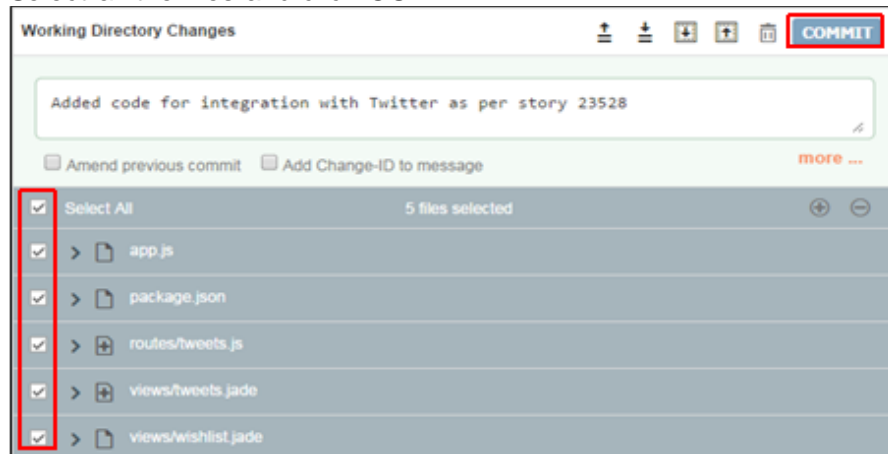 Working Directory Changes COMMIT
Added code for integration with Twitter as per story 23528
Amend previous commit Add Change-ID to message more ...
Select All 5 files selected
app.js
package.json
routes/tweets.js
views/tweets.jade
views/wishlist.jade